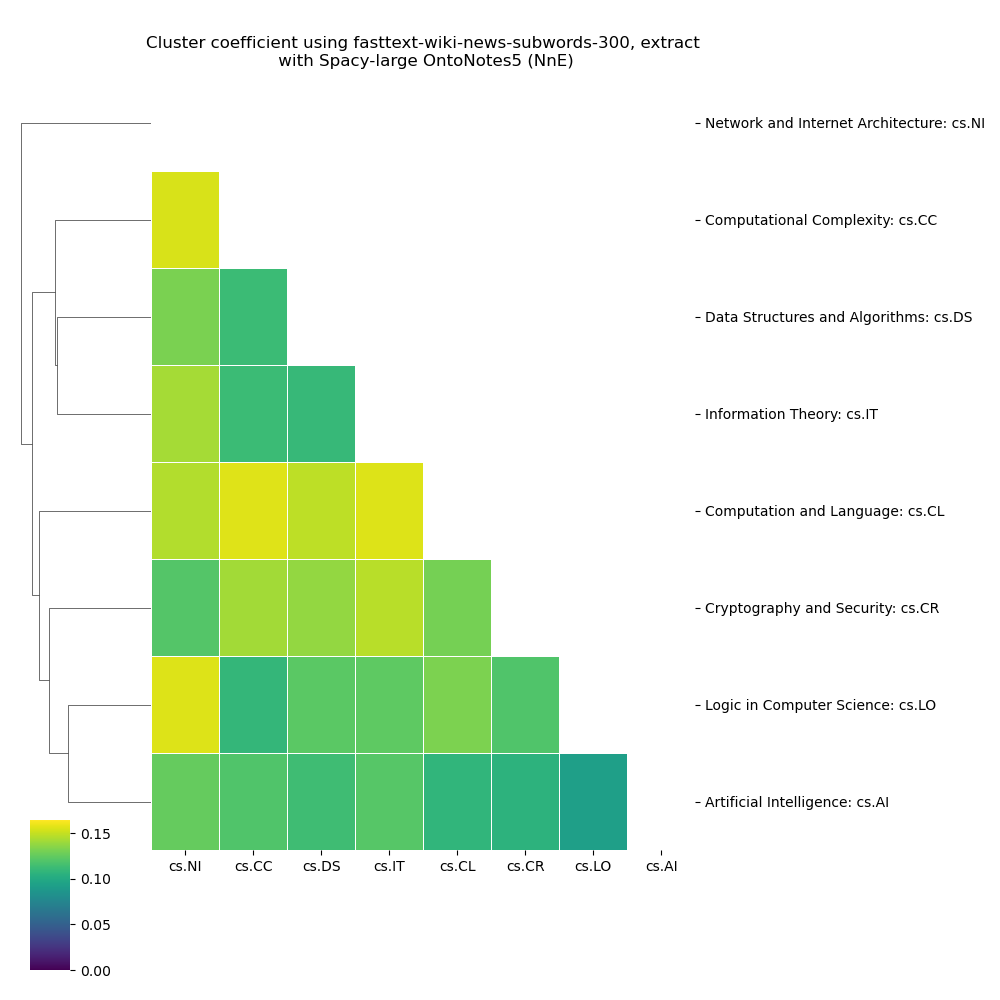 Cluster coefficient using fasttext-wiki-news-subwords-300, extract
with Spacy-large OntoNotes5 (NnE)
Network and Internet Architecture: cs.NI
Computational Complexity: cs.CC
Data Structures and Algorithms: cs.DS
Information Theory: cs.IT
Computation and Language: cs.CL
Cryptography and Security: cs.CR
Logic in Computer Science: cs.LO
Artificial Intelligence: cs.AI
cs.NI cs.CC cs.DS cs.IT cs.CL cs.CR cs.LO cs.AI
0.15
0.10
0.05
0.00